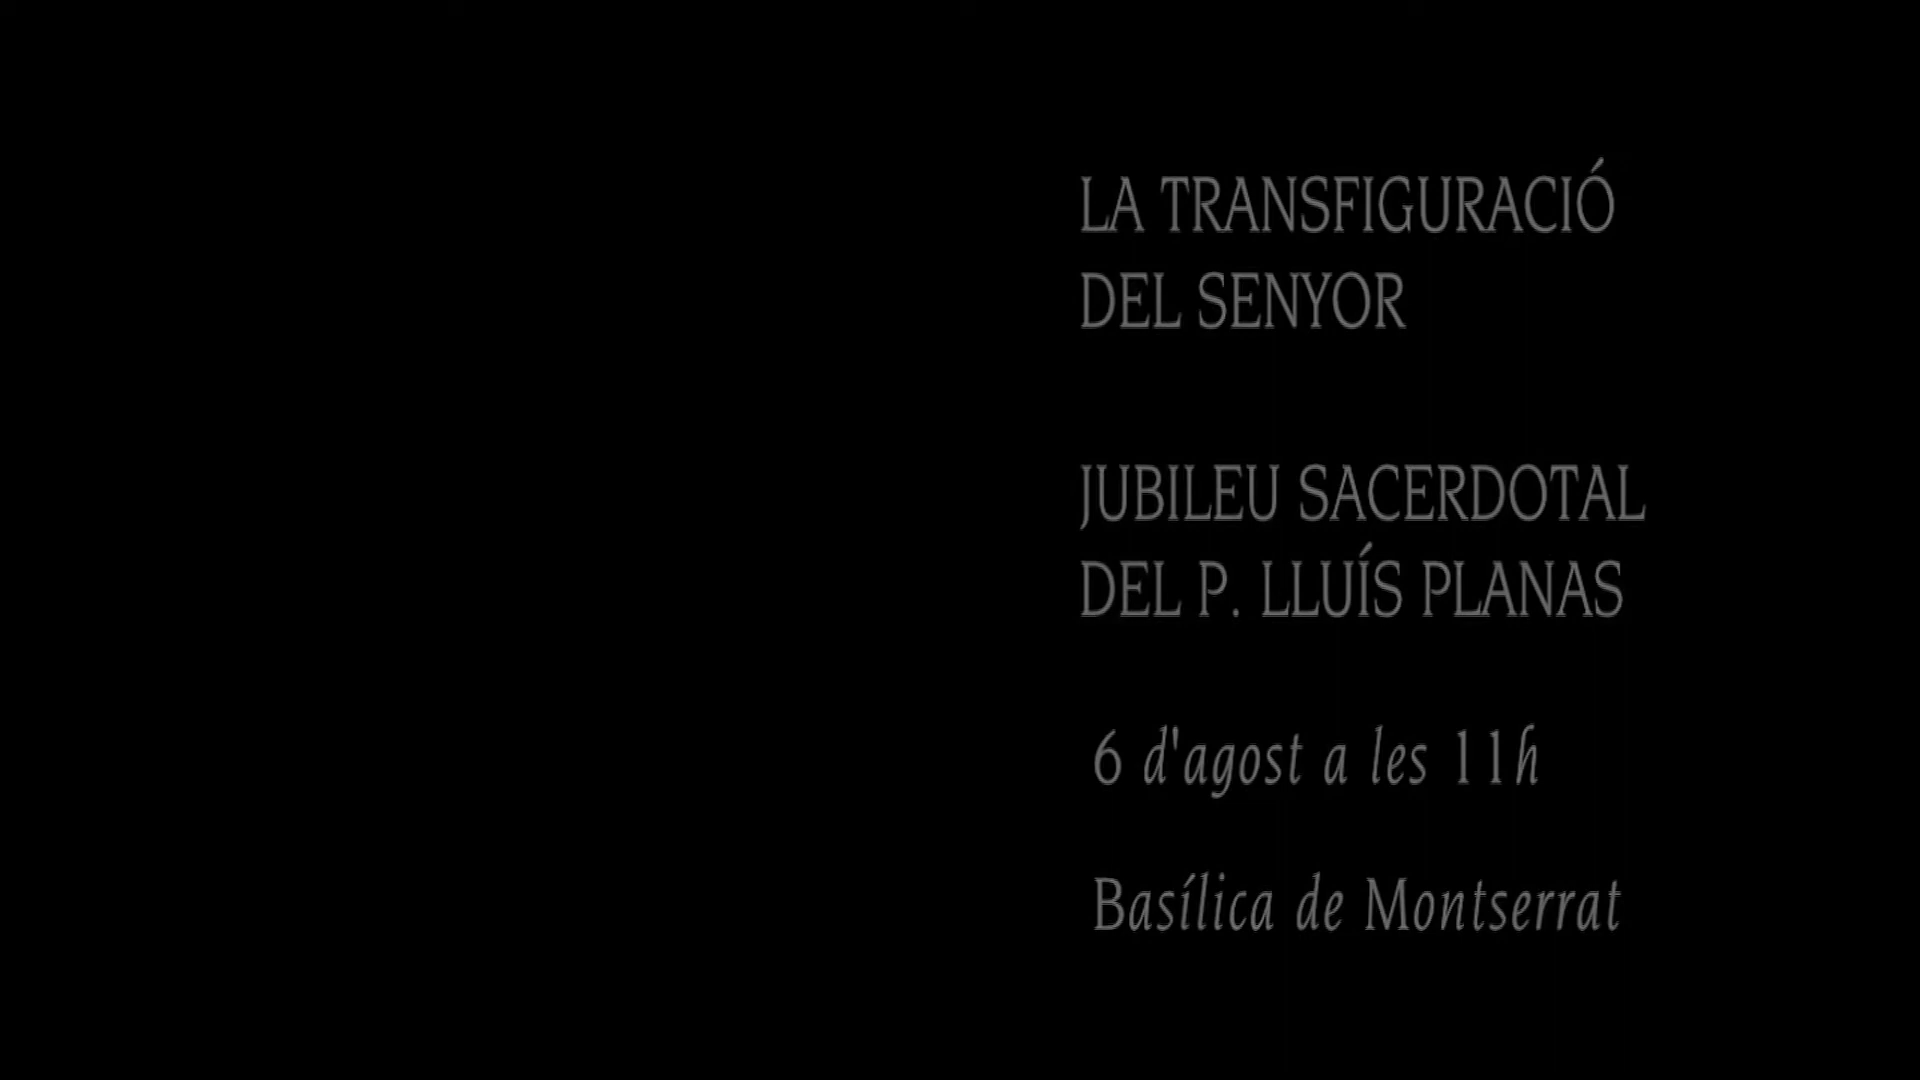 LA TRANSFIGURACIÓ
DEL SENYOR
JUBILEU SACERDOTAL
DEL P. LLUÍS PLANAS
6 d'agost a les 11h
Basílica de Montserrat